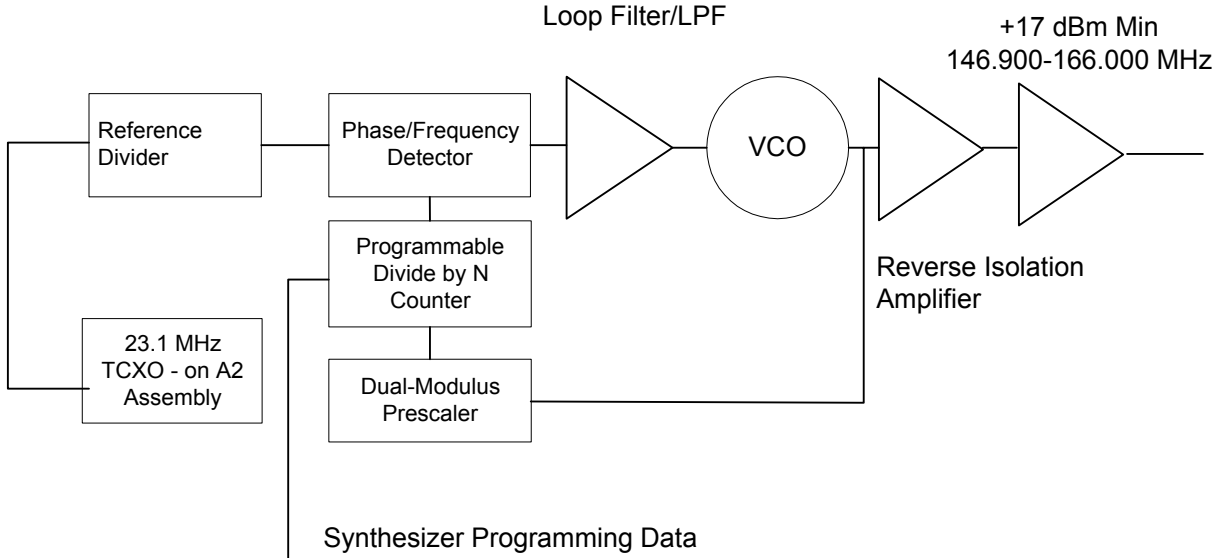 Loop Filter/LPF
+17 dBm Min
146.900-166.000 MHz
Reference
Divider
Phase/Frequency
Detector
VCO
Programmable
Divide by N
Counter
Reverse Isolation
Amplifier
23.1 MHz
TCXO - on A2
Assembly
Dual-Modulus
Prescaler
Synthesizer Programming Data